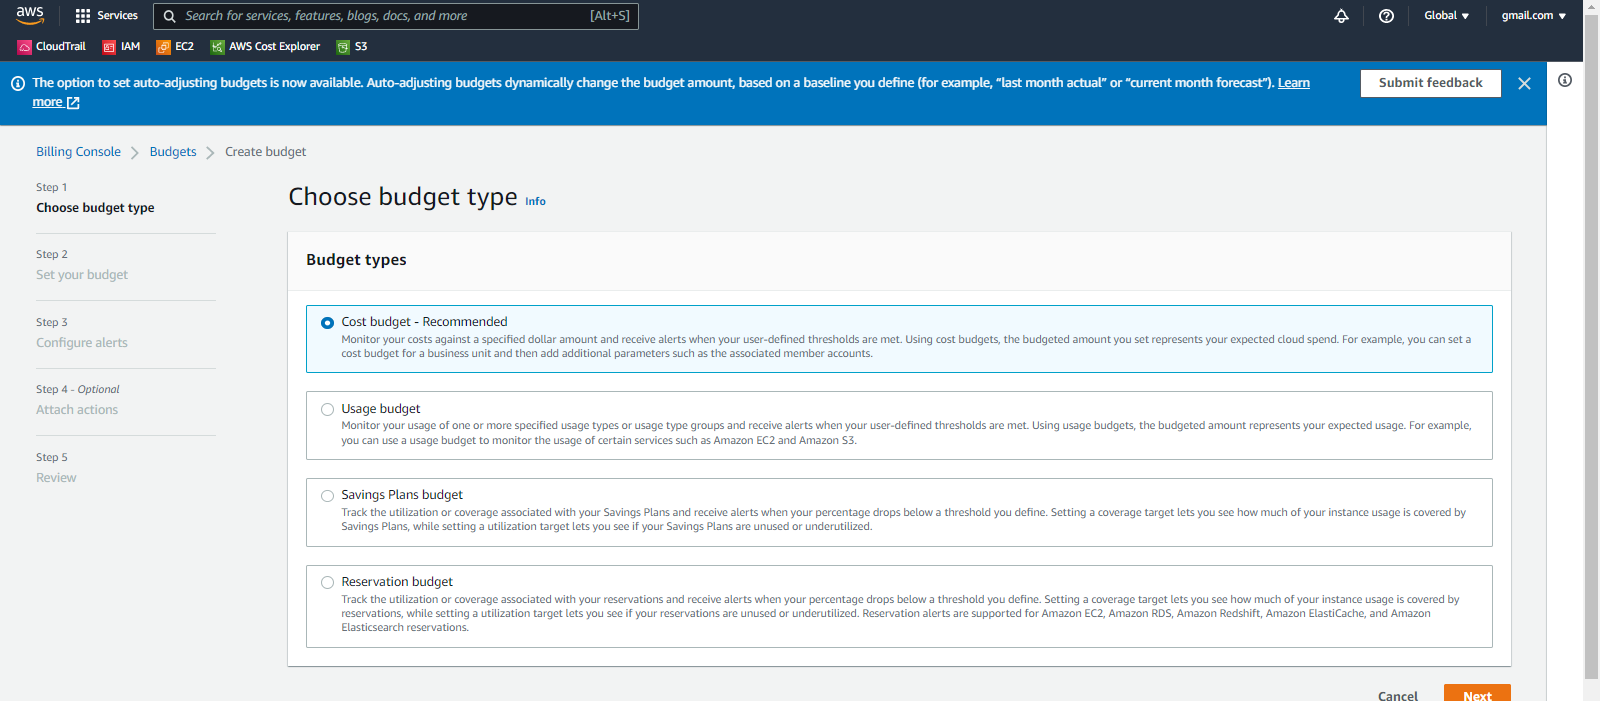 aws
Services
Search for services, features, blogs, docs, and more
[Alt+S]
Global
gmail.com
CloudTrail
IAM
EC2
AWS Cost Explorer
S3
The option to set auto-adjusting budgets is now available. Auto-adjusting budgets dynamically change the budget amount, based on a baseline you define (for example, “last month actual” or “current month forecast”). Learn
more
Submit feedback
Billing Console
Budgets
Create budget
Step 1
Choose budget type
Step 2
Set your budget
Step 3
Configure alerts
Step 4 - Optional
Attach actions
Step 5
Review
Choose budget type Info
Budget types
Cost budget - Recommended
Monitor your costs against a specified dollar amount and receive alerts when your user-defined thresholds are met. Using cost budgets, the budgeted amount you set represents your expected cloud spend. For example, you can set a
cost budget for a business unit and then add additional parameters such as the associated member accounts.
Usage budget
Monitor your usage of one or more specified usage types or usage type groups and receive alerts when your user-defined thresholds are met. Using usage budgets, the budgeted amount represents your expected usage. For example,
you can use a usage budget to monitor the usage of certain services such as Amazon EC2 and Amazon S3.
Savings Plans budget
Track the utilization or coverage associated with your Savings Plans and receive alerts when your percentage drops below a threshold you define. Setting a coverage target lets you see how much of your instance usage is covered by
Savings Plans, while setting a utilization target lets you see if your Savings Plans are unused or underutilized.
Reservation budget
Track the utilization or coverage associated with your reservations and receive alerts when your percentage drops below a threshold you define. Setting a coverage target lets you see how much of your instance usage is covered by
reservations, while setting a utilization target lets you see if your reservations are unused or underutilized. Reservation alerts are supported for Amazon EC2, Amazon RDS, Amazon Redshift, Amazon ElastiCache, and Amazon
Elasticsearch reservations.
Cancel
Next